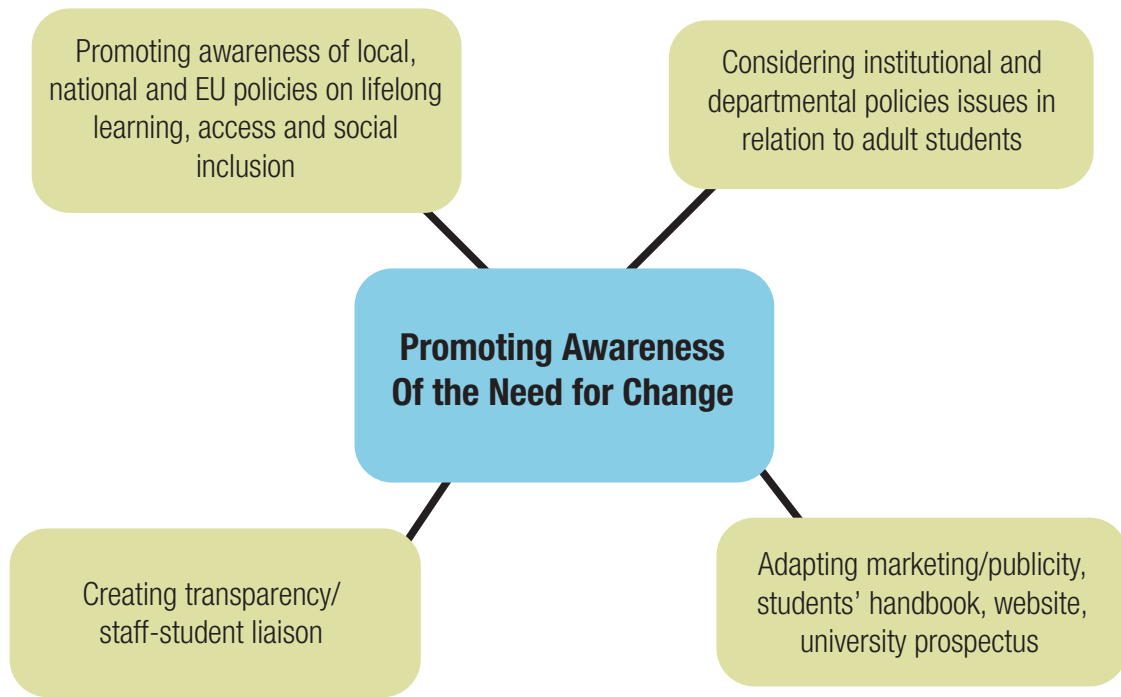 Promoting awareness of local,
national and EU policies on lifelong
learning, access and social
inclusion
Considering institutional and
departmental policies issues in
relation to adult students
Promoting Awareness
Of the Need for Change
Creating transparency/
staff-student liaison
Adapting marketing/publicity,
students’ handbook, website,
university prospectus